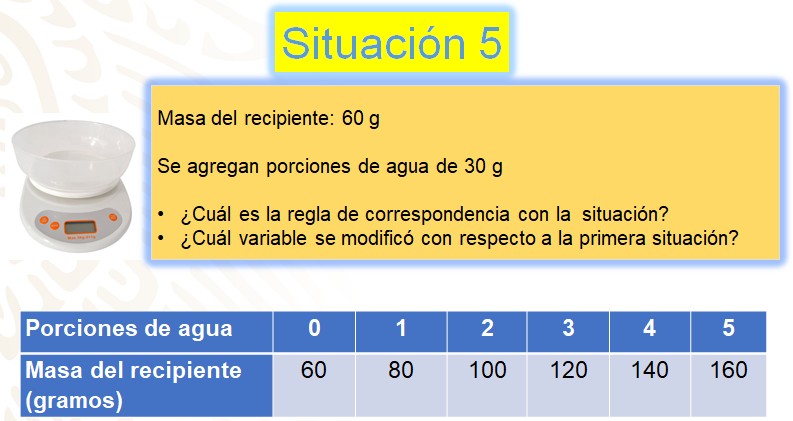 Situación 5
Masa del recipiente: 60 g
Se agregan porciones de agua de 30 g
• ¿Cuál es la regla de correspondencia con la situación?
• ¿Cuál variable se modificó con respecto a la primera situación?
Porciones de agua 0 1 2 3 4 5
Masa del recipiente (gramos) 60 80 100 120 140 160